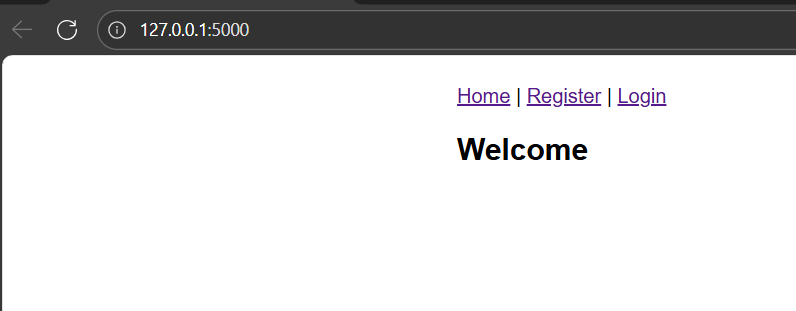 127.0.0.1:5000
Home | Register | Login
Welcome